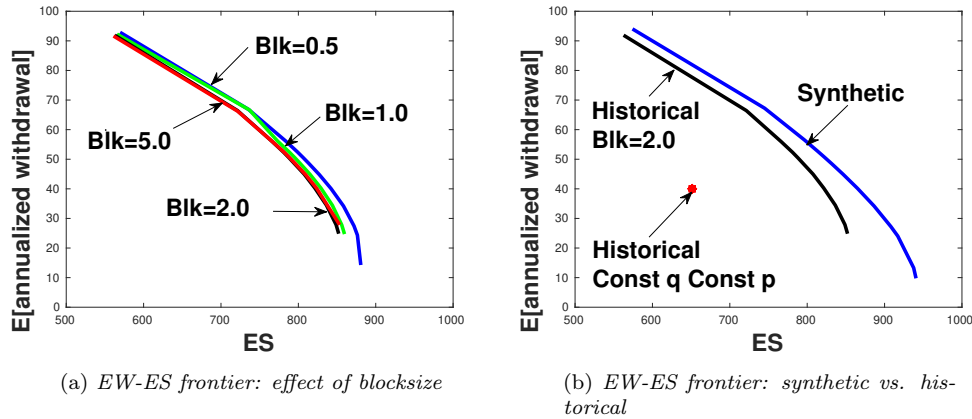 100
90
80
70
60
50
40
30
20
10
0
E[annualized withdrawal]
Blk=0.5
Blk=1.0
Blk=5.0
Blk=2.0
500 600 700 800 900 1000
ES
(a) EW-ES frontier: effect of blocksize
100
90
80
70
60
50
40
30
20
10
0
E[annualized withdrawal]
Synthetic
Historical
Blk=2.0
Historical
Const q Const p
500 600 700 800 900 1000
ES
(b) EW-ES frontier: synthetic vs. his-
torical